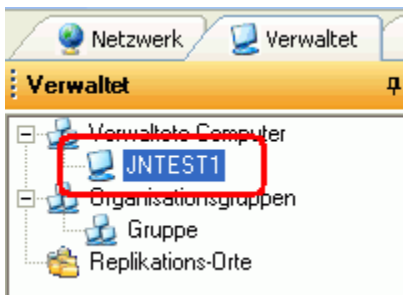 Netzwerk Verwaltet
Verwaltet
Verwaltete Computer
JNTEST1
Organisationsgruppen
Gruppe
Replikations-Orte